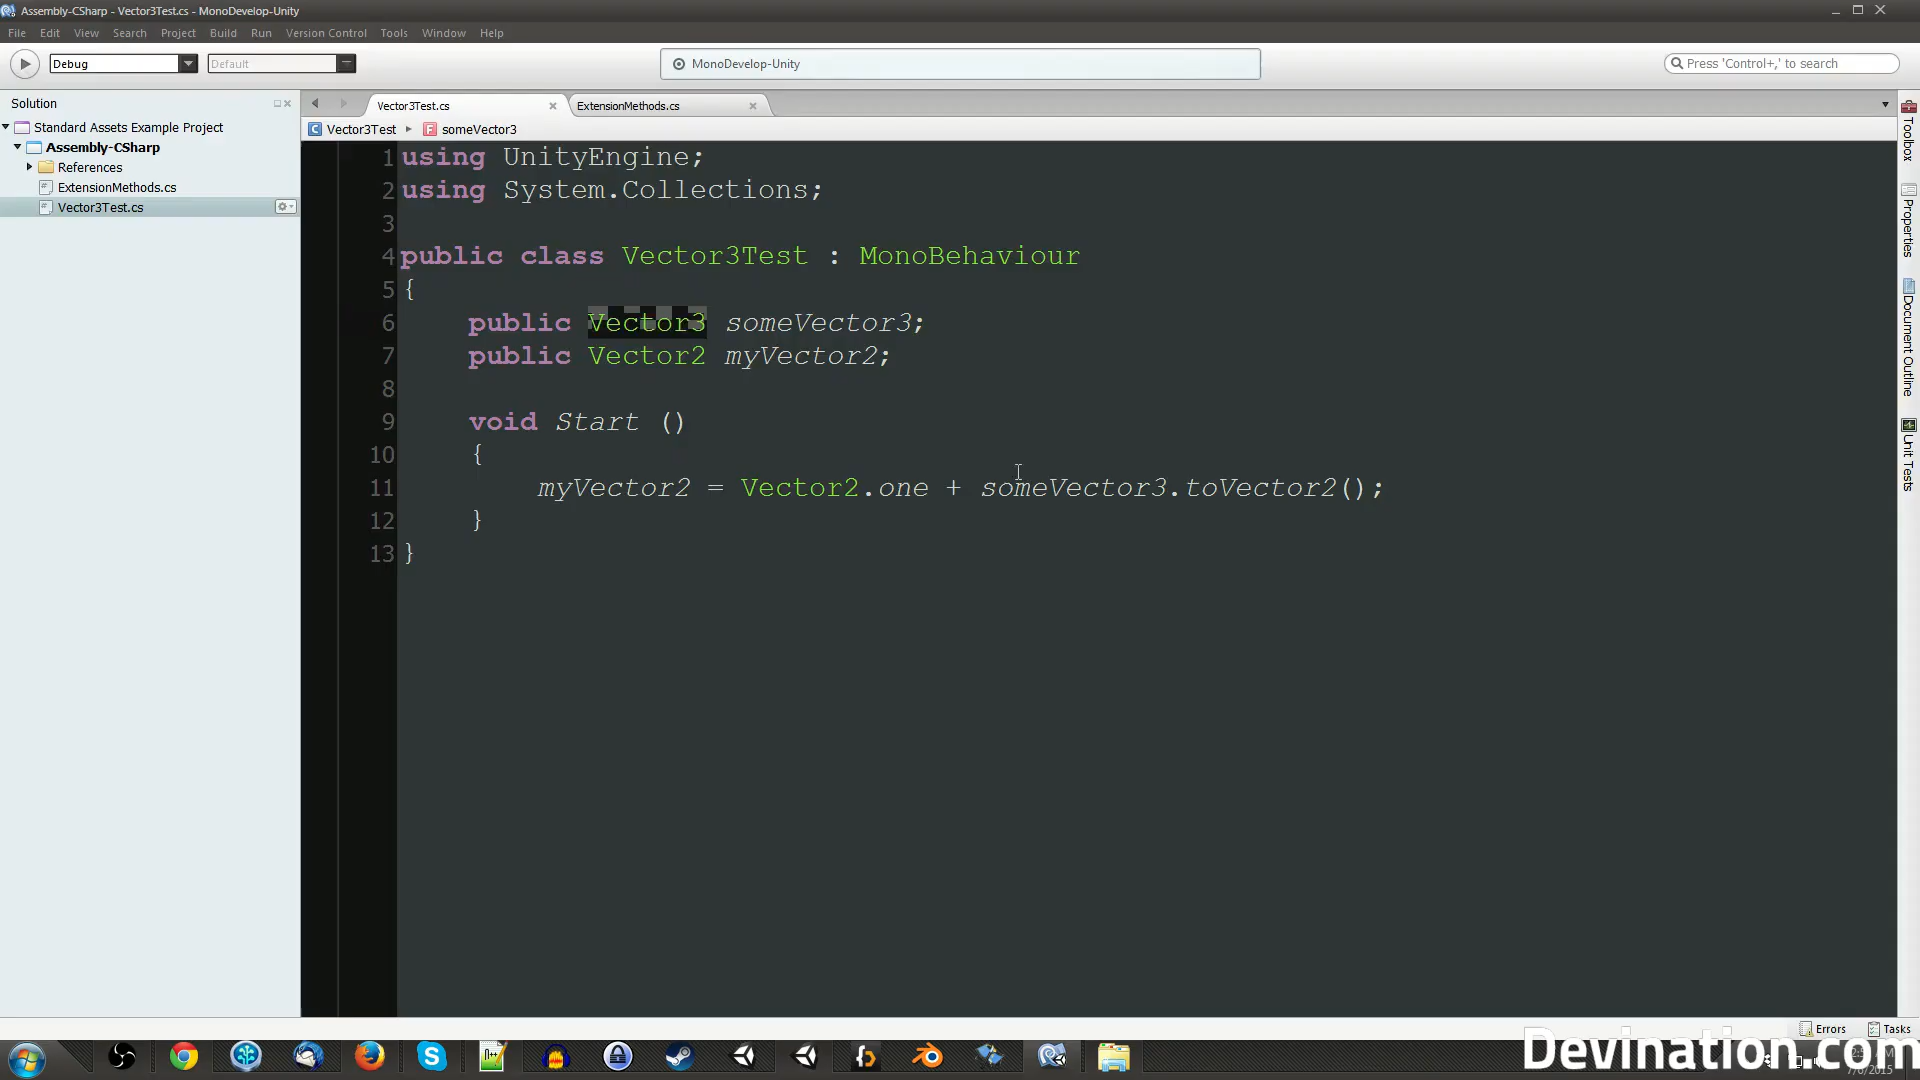 Assembly-CSharp - Vector3Test.cs - MonoDevelop-Unity
File Edit View Search Project Build Run Version Control Tools Window Help
Debug Default MonoDevelop-Unity Press 'Control+,' to search
Solution
Vector3Test.cs ExtensionMethods.cs
Vector3Test someVector3
Standard Assets Example Project
Assembly-CSharp
References
ExtensionMethods.cs
Vector3Test.cs
1 using UnityEngine;
2 using System.Collections;
3
4 public class Vector3Test : MonoBehaviour
5 {
6 public Vector3 someVector3;
7 public Vector2 myVector2;
8
9 void Start ()
10 {
11 myVector2 = Vector2.one + someVector3.toVector2();
12 }
13 }
Toolbox
Properties
Document Outline
Unit Tests
Errors Tasks
Devination.com